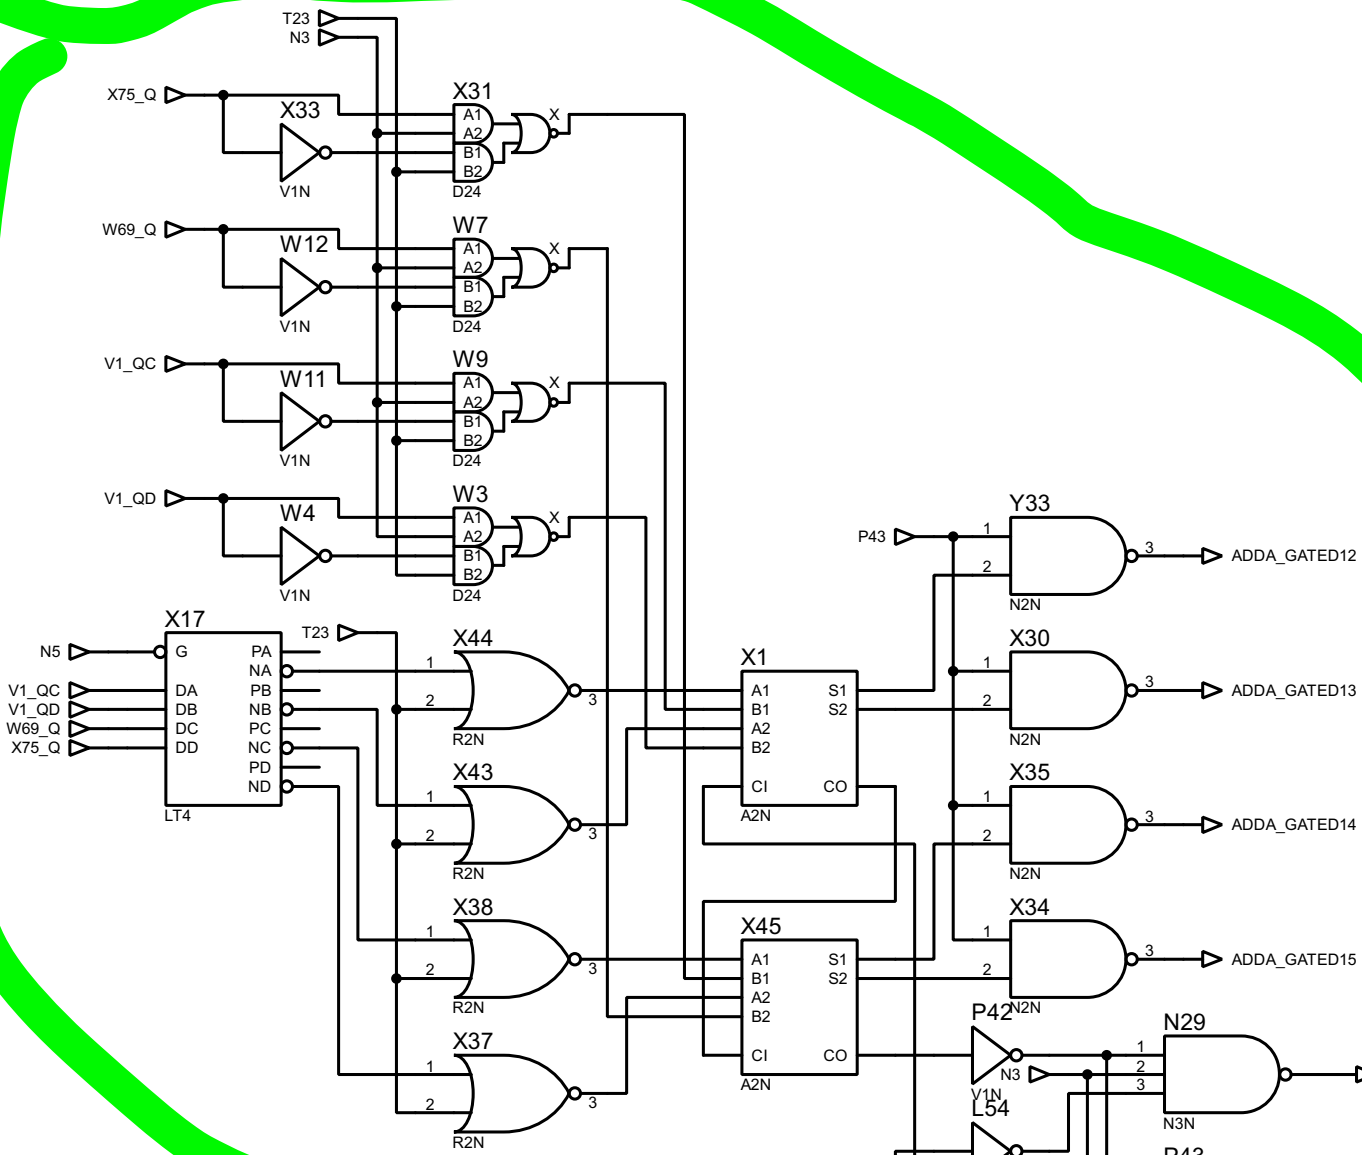 T23
N3
X75_Q
X33
V1N
X31
A1
A2
B1
B2
D24
X
W69_Q
W12
V1N
W7
A1
A2
B1
B2
D24
X
V1_QC
W11
V1N
W9
A1
A2
B1
B2
D24
X
V1_QD
W4
V1N
W3
A1
A2
B1
B2
D24
X
P43
Y33
1
2
3
N2N
ADDA_GATED12
X17
N5
G
V1_QC
DA
V1_QD
DB
W69_Q
DC
X75_Q
DD
PA
NA
PB
NB
PC
NC
PD
ND
LT4
T23
X44
1
2
3
R2N
X43
1
2
3
R2N
X38
1
2
3
R2N
X37
1
2
3
R2N
X1
A1 S1
B1 S2
A2
B2
CI CO
A2N
X45
A1 S1
B1 S2
A2
B2
CI CO
A2N
X30
1
2
3
N2N
ADDA_GATED13
X35
1
2
3
N2N
ADDA_GATED14
X34
1
2
3
N2N
ADDA_GATED15
P42
V1N
N3
L54
N29
1
2
3
N3N